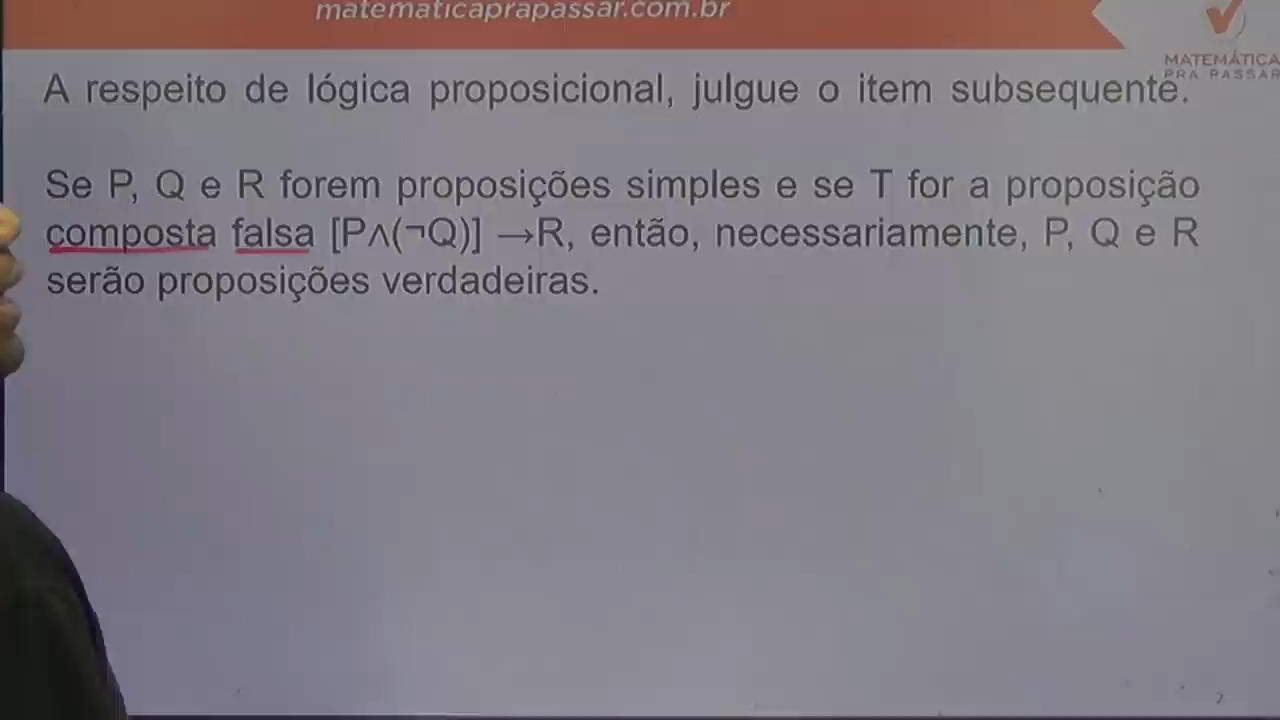 matematicaprapassar.com.br
MATEMÁTICA
PRA PASSAR
A respeito de lógica proposicional, julgue o item subsequente.
Se P, Q e R forem proposições simples e se T for a proposição
composta falsa [P∧(¬Q)] →R, então, necessariamente, P, Q e R
serão proposições verdadeiras.
2